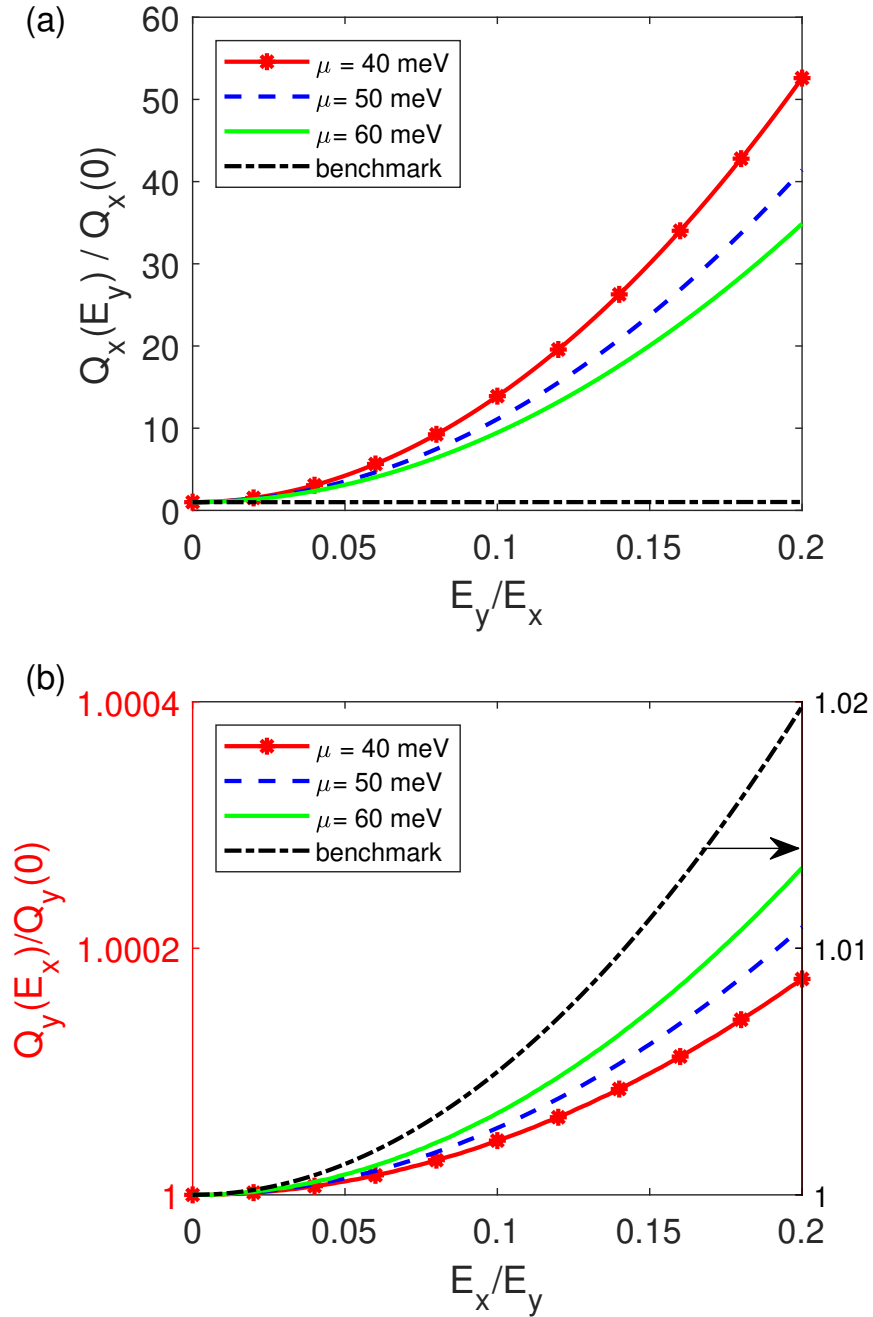 (a)
60
50
40
30
20
10
0
Q_x(E_y) / Q_x(0)
μ = 40 meV
μ= 50 meV
μ= 60 meV
benchmark
0 0.05 0.1 0.15 0.2
E_y/E_x
(b)
1.0004
1.0002
1
Q_y(E_x)/Q_y(0)
μ = 40 meV
μ= 50 meV
μ= 60 meV
benchmark
1.02
1.01
1
0 0.05 0.1 0.15 0.2
E_x/E_y